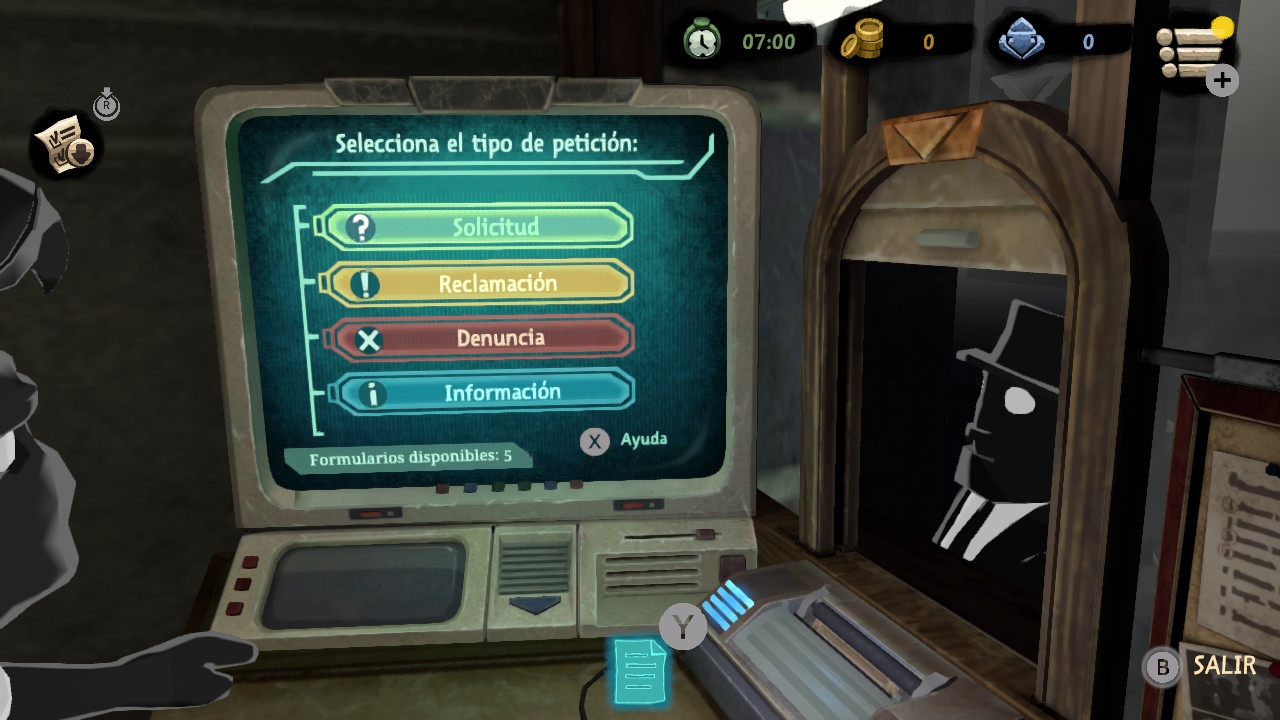 07:00
0
0
R
Selecciona el tipo de petición:
? Solicitud
! Reclamación
X Denuncia
i Información
X Ayuda
Formularios disponibles: 5
Y
B SALIR